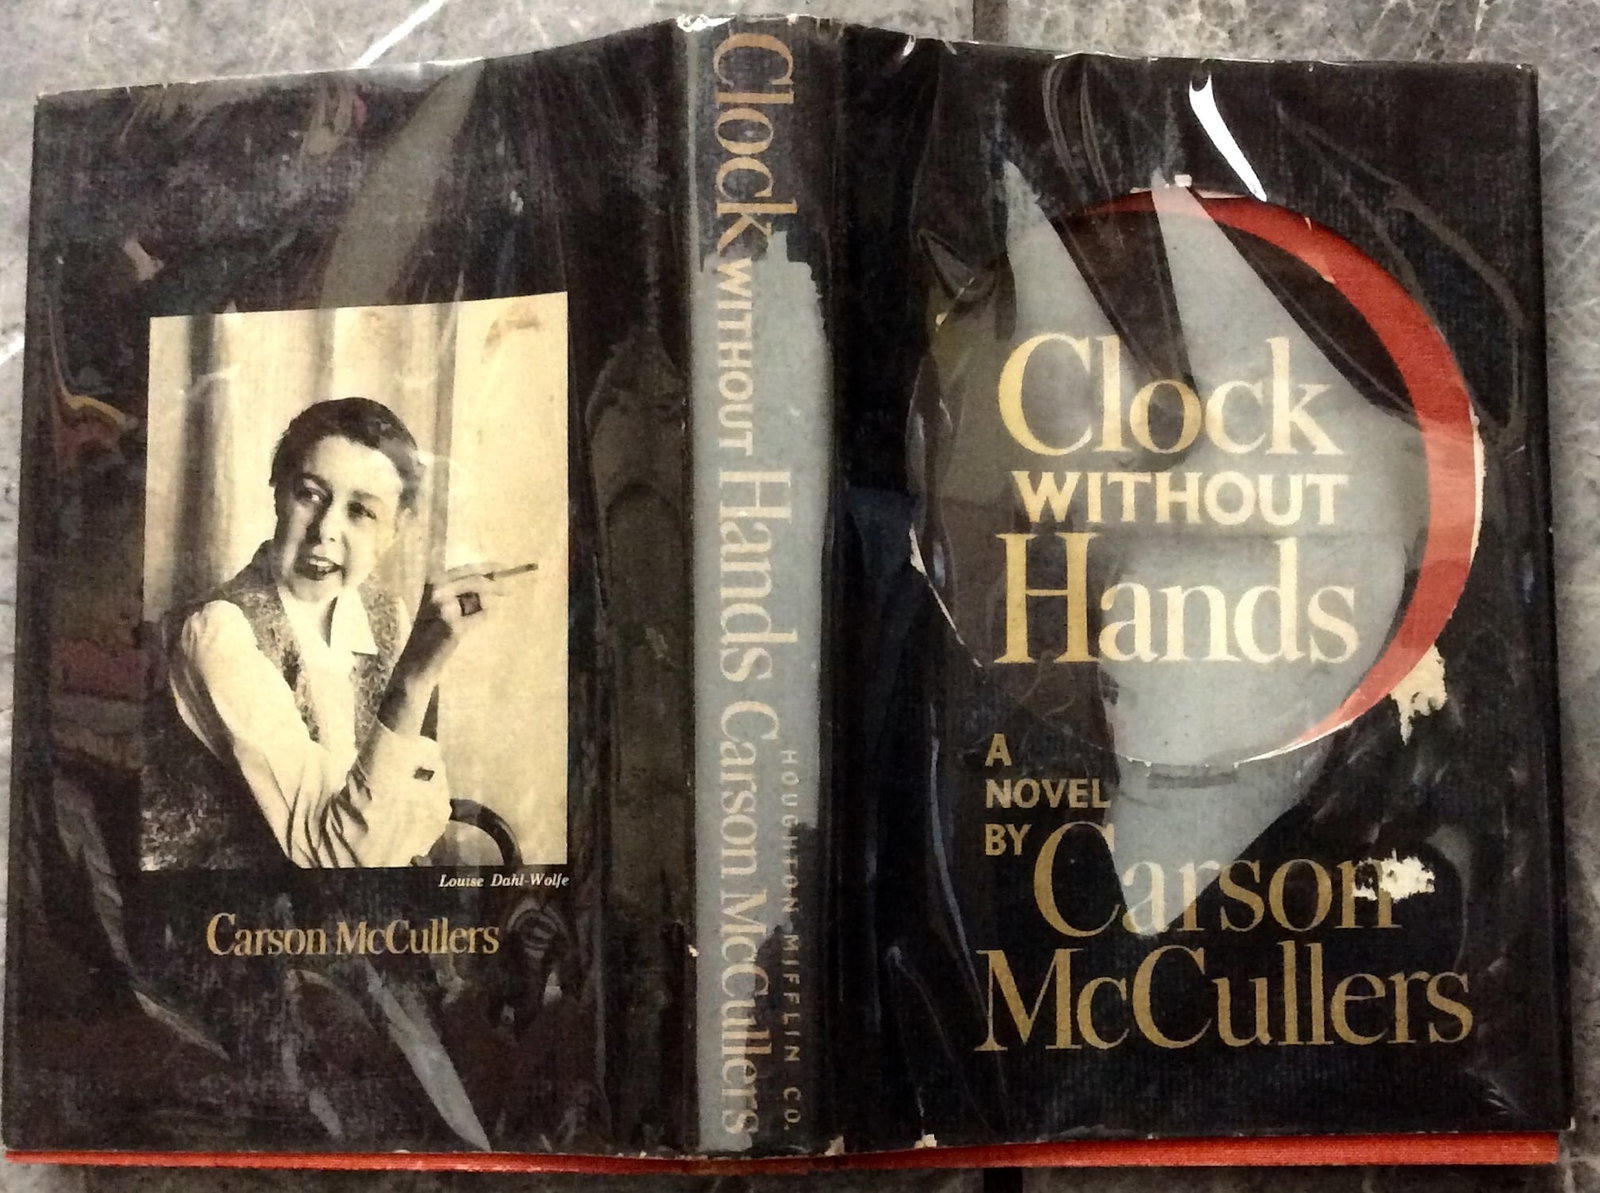 Louise Dahl-Wolfe
Carson McCullers
Clock WITHOUT Hands Carson McCullers
HOUGHTON MIFFLIN CO.
Clock
WITHOUT
Hands
A
NOVEL
BY Carson
McCullers